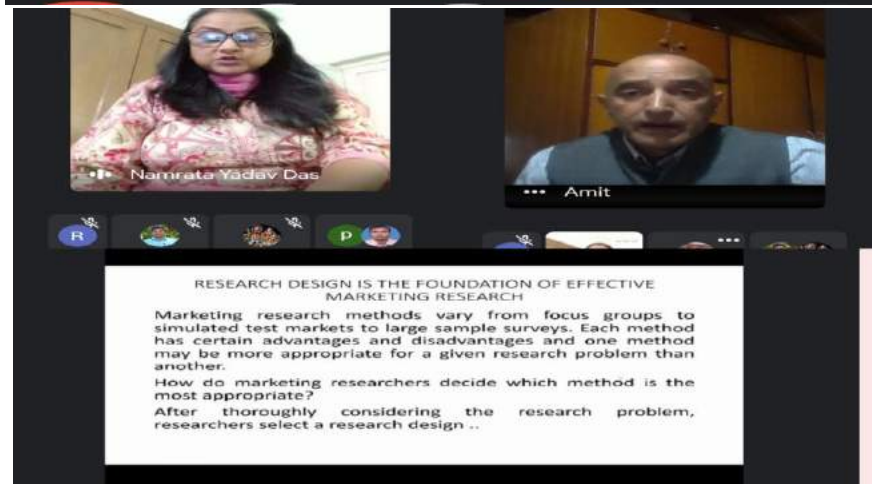 Namrata Yadav Das
Amit
R
P
RESEARCH DESIGN IS THE FOUNDATION OF EFFECTIVE
MARKETING RESEARCH
Marketing research methods vary from focus groups to
simulated test markets to large sample surveys. Each method
has certain advantages and disadvantages and one method
may be more appropriate for a given research problem than
another.
How do marketing researchers decide which method is the
most appropriate?
After thoroughly considering the research problem,
researchers select a research design ..